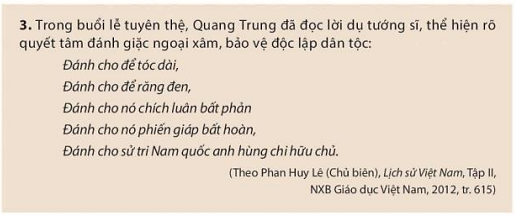 3. Trong buổi lễ tuyên thệ, Quang Trung đã đọc lời dụ tướng sĩ, thể hiện rõ
quyết tâm đánh giặc ngoại xâm, bảo vệ độc lập dân tộc:
Đánh cho để tóc dài,
Đánh cho để răng đen,
Đánh cho nó chích luân bất phản
Đánh cho nó phiến giáp bất hoàn,
Đánh cho sử tri Nam quốc anh hùng chi hữu chủ.
(Theo Phan Huy Lê (Chủ biên), Lịch sử Việt Nam, Tập II,
NXB Giáo dục Việt Nam, 2012, tr. 615)